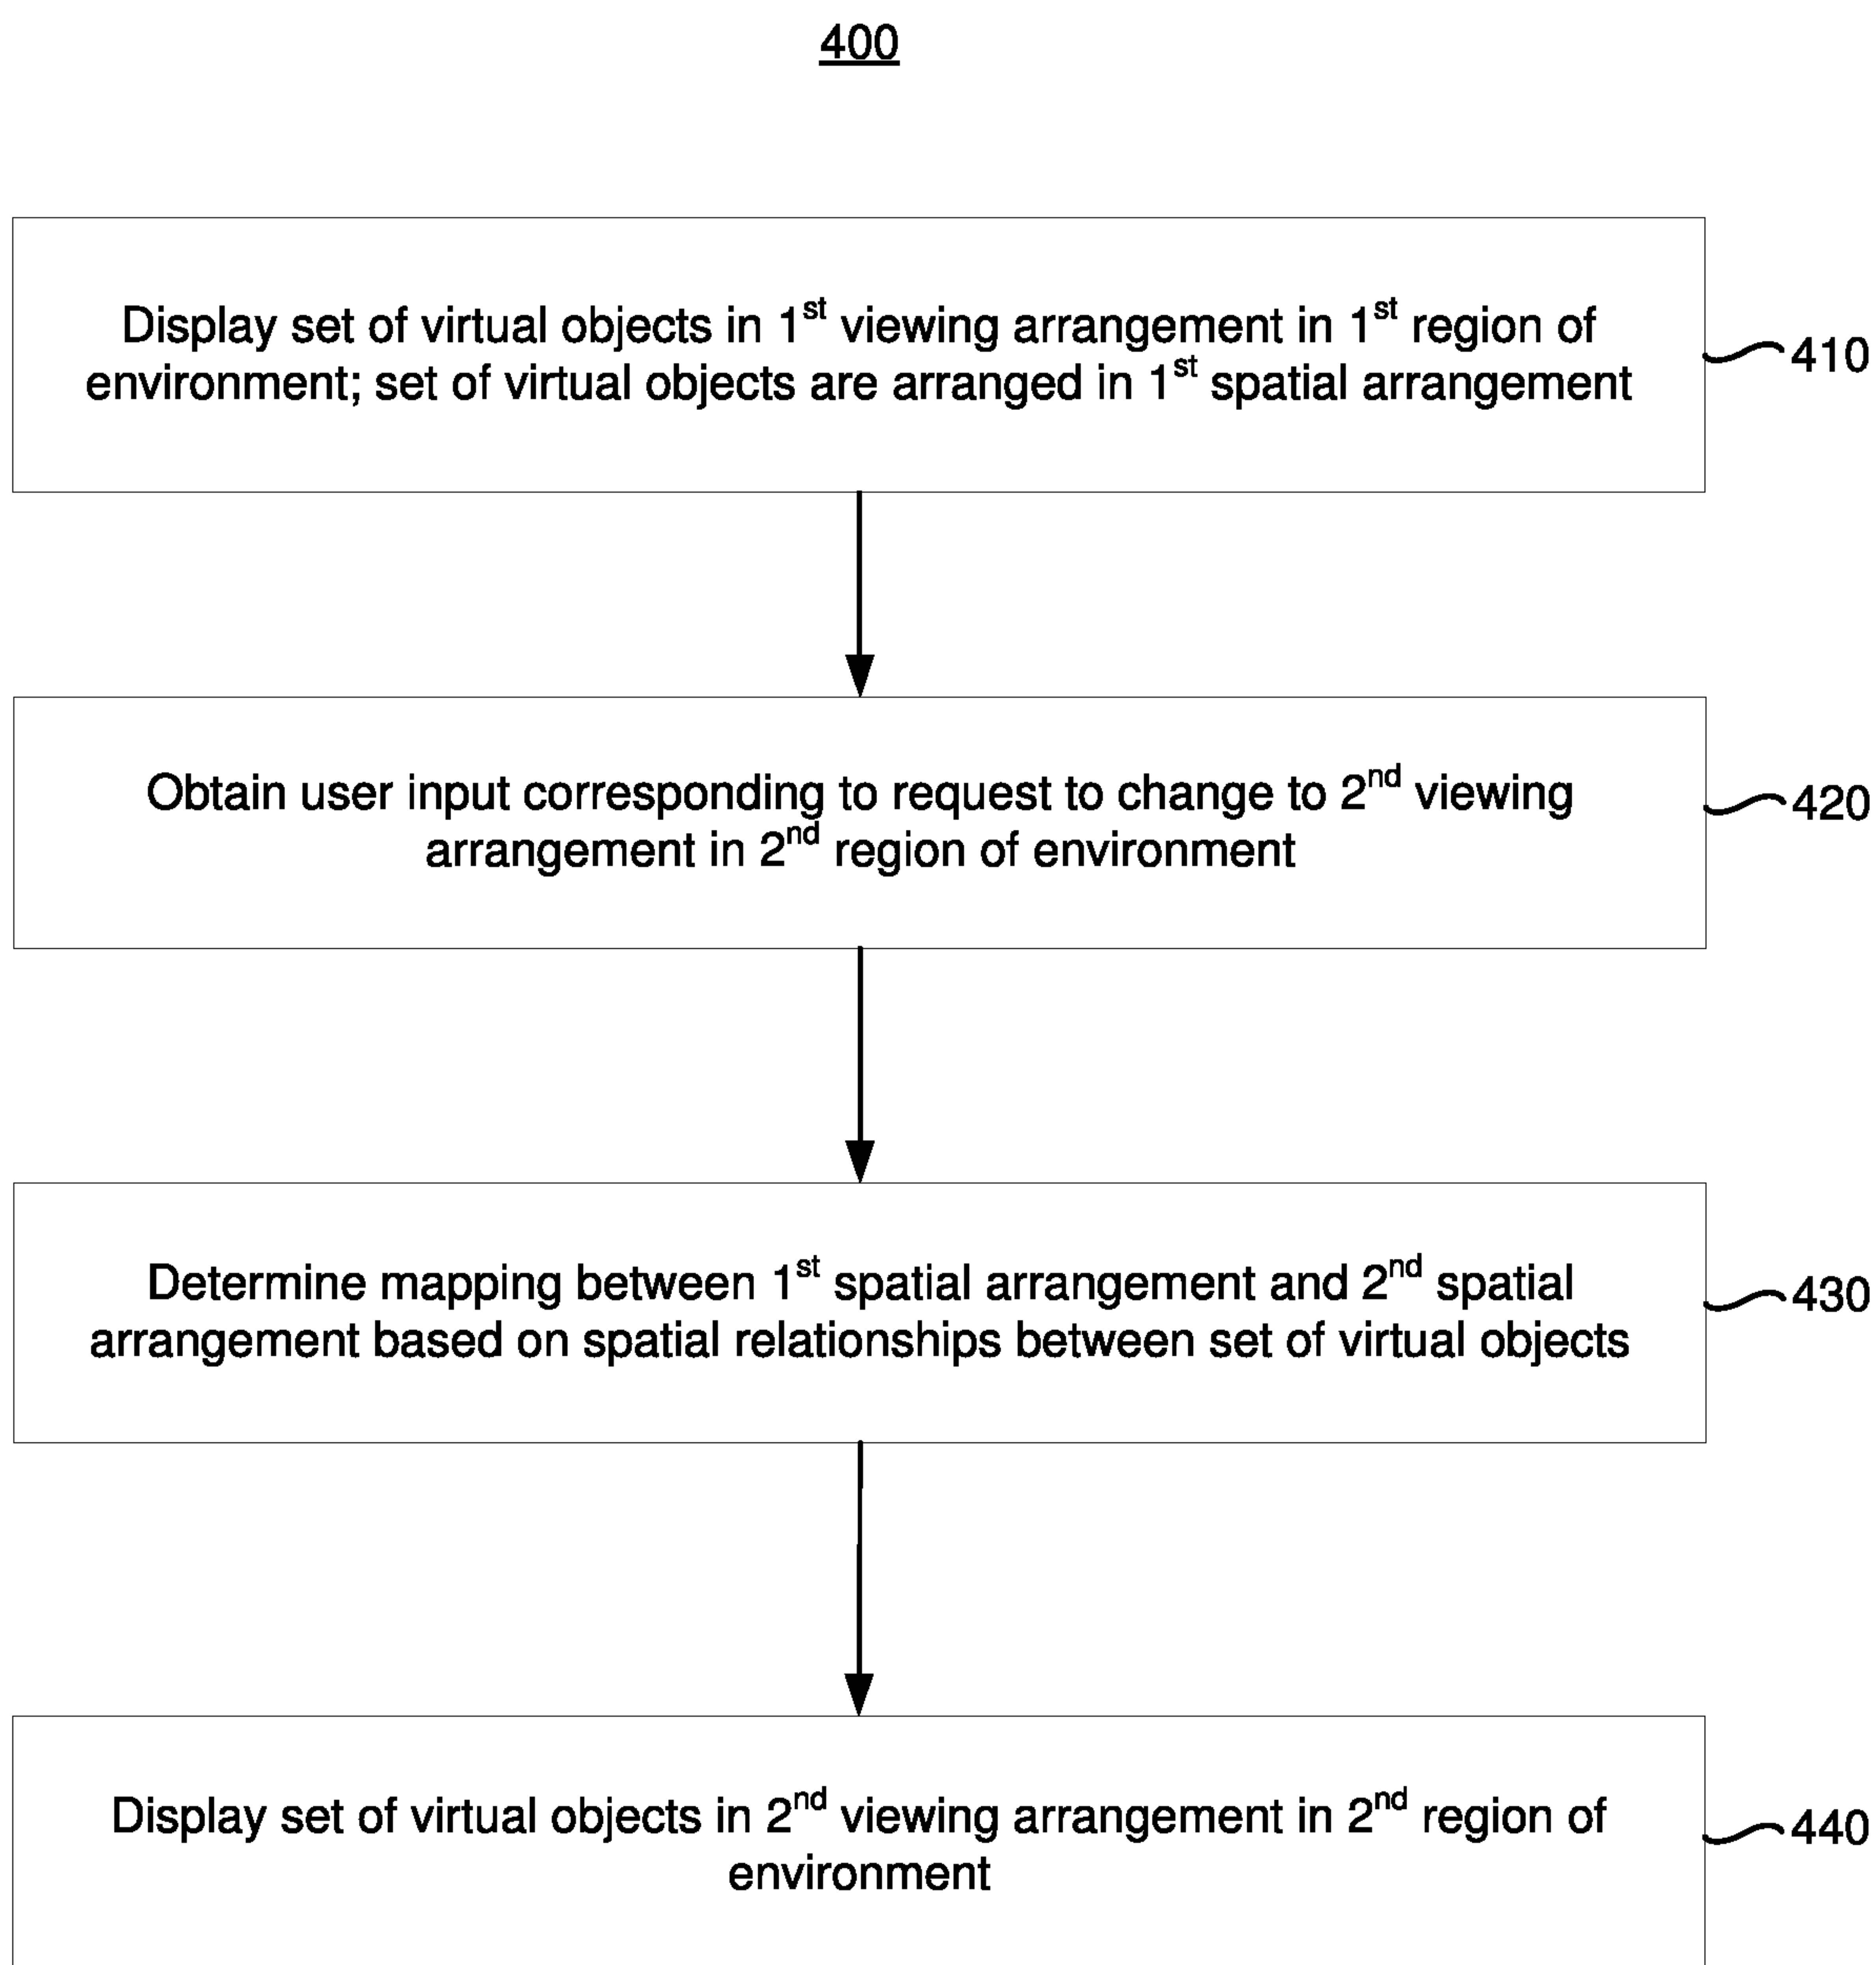 400
Display set of virtual objects in 1st viewing arrangement in 1st region of
environment; set of virtual objects are arranged in 1st spatial arrangement
410
Obtain user input corresponding to request to change to 2nd viewing
arrangement in 2nd region of environment
420
Determine mapping between 1st spatial arrangement and 2nd spatial
arrangement based on spatial relationships between set of virtual objects
430
Display set of virtual objects in 2nd viewing arrangement in 2nd region of
environment
440